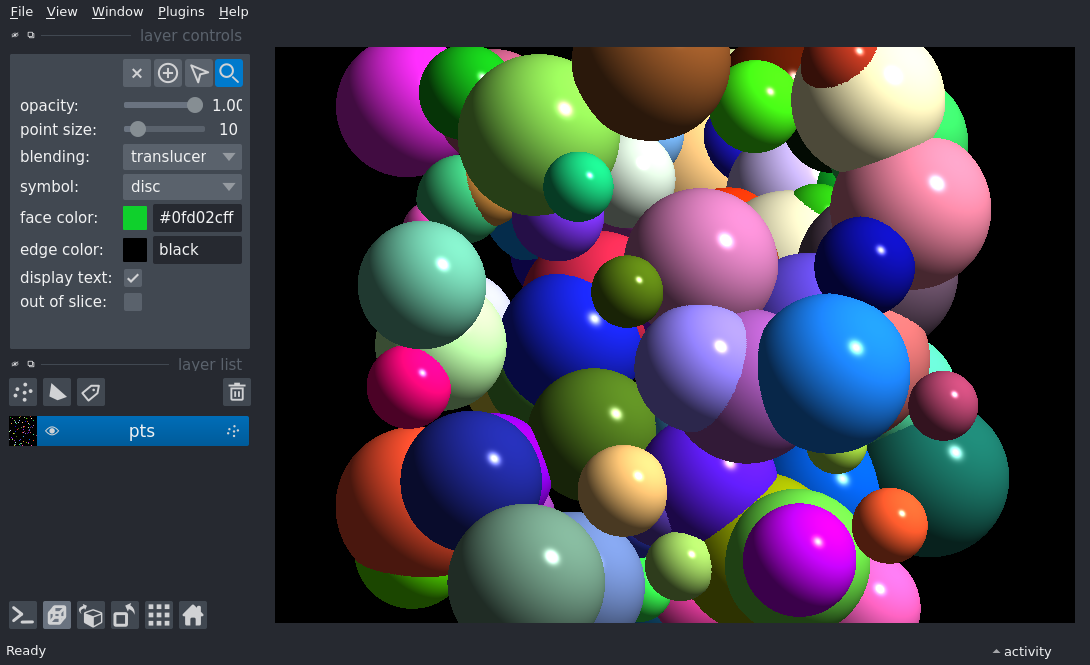 File View Window Plugins Help
layer controls
opacity: 1.00
point size: 10
blending: translucer
symbol: disc
face color: #0fd02cff
edge color: black
display text:
out of slice:
layer list
pts
Ready
activity